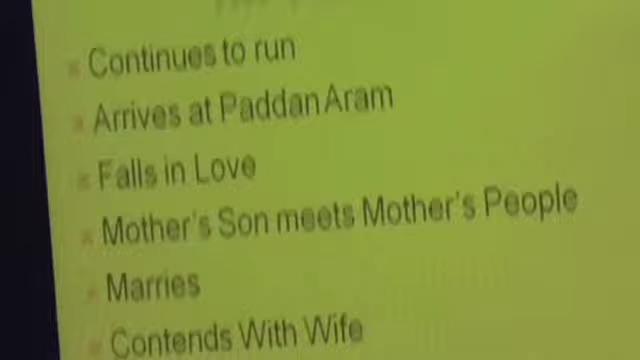 Continues to run
Arrives at Paddan Aram
Falls in Love
Mother's Son meets Mother's People
Marries
Contends With Wife